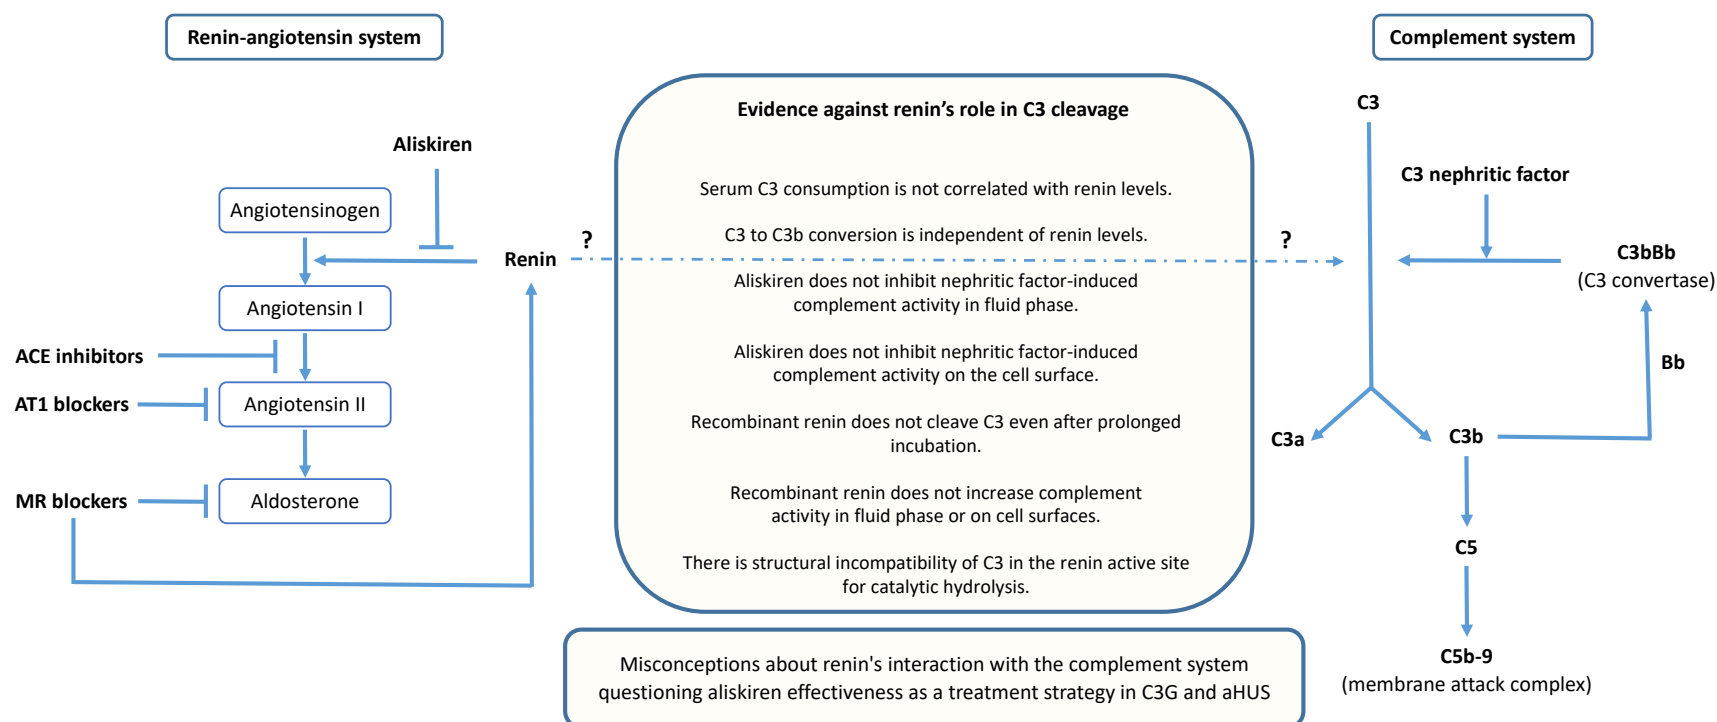 Renin-angiotensin system
Complement system
Evidence against renin's role in C3 cleavage
Serum C3 consumption is not correlated with renin levels.
C3 to C3b conversion is independent of renin levels.
Aliskiren does not inhibit nephritic factor-induced
complement activity in fluid phase.
Aliskiren does not inhibit nephritic factor-induced
complement activity on the cell surface.
Recombinant renin does not cleave C3 even after prolonged
incubation.
Recombinant renin does not increase complement
activity in fluid phase or on cell surfaces.
There is structural incompatibility of C3 in the renin active site
for catalytic hydrolysis.
Aliskiren
Angiotensinogen
Renin
?
?
Angiotensin I
ACE inhibitors
AT1 blockers
Angiotensin II
MR blockers
Aldosterone
C3
C3 nephritic factor
C3bBb
(C3 convertase)
Bb
C3a
C3b
C5
C5b-9
(membrane attack complex)
Misconceptions about renin's interaction with the complement system
questioning aliskiren effectiveness as a treatment strategy in C3G and aHUS